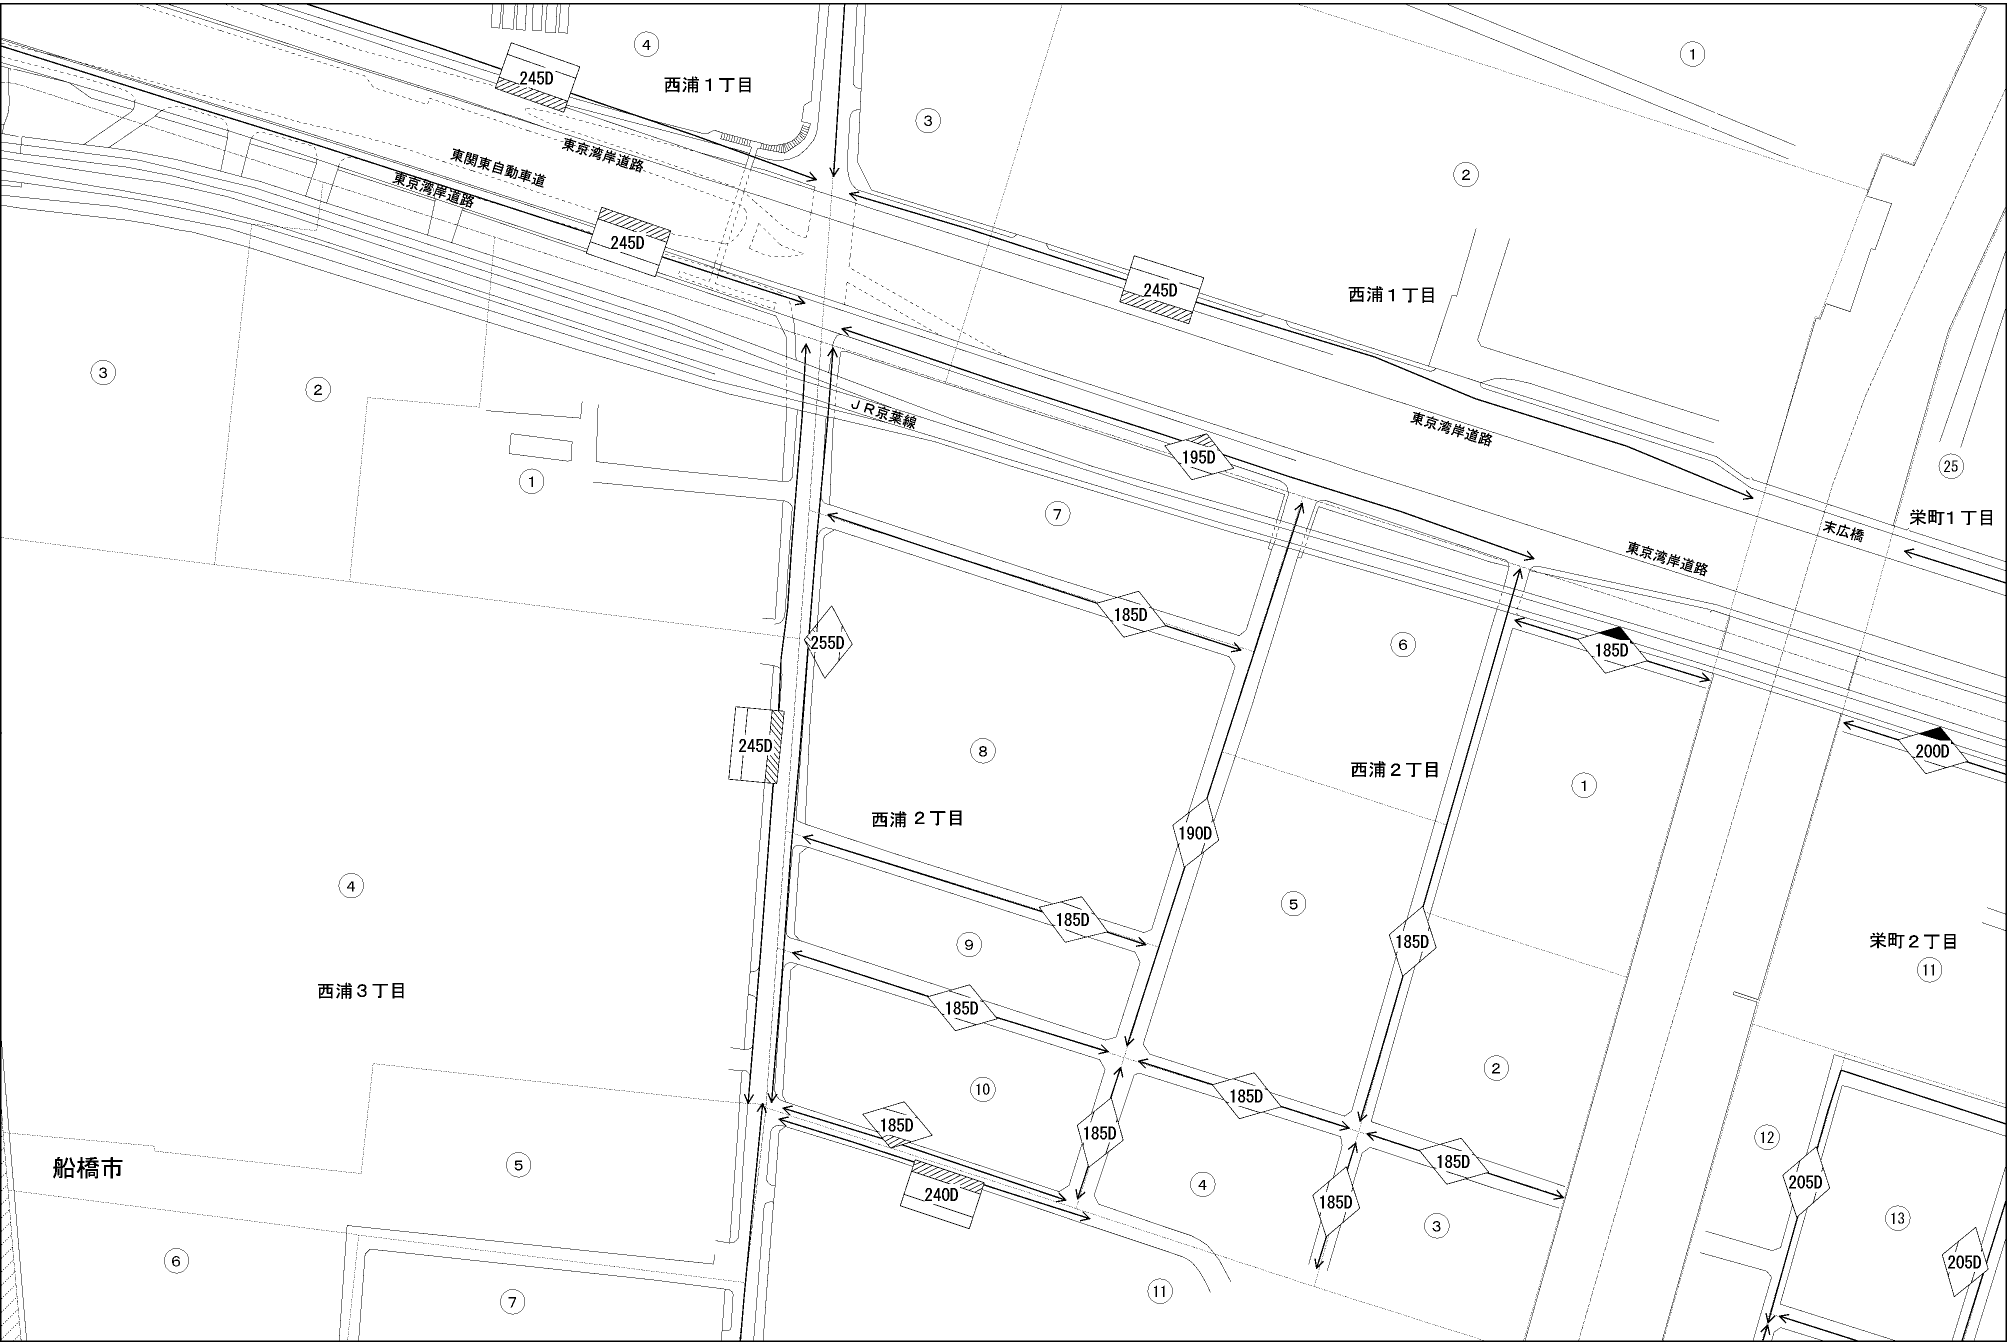 ④
245D
西浦１丁目
①
③
②
東京湾岸道路
東関東自動車道
東京湾岸道路
245D
245D
西浦１丁目
③
②
ＪＲ京葉線
東京湾岸道路
195D
25
①
⑦
栄町１丁目
末広橋
東京湾岸道路
185D
255D
⑥
185D
245D
⑧
西浦２丁目
200D
①
西浦２丁目
190D
④
⑤
185D
185D
⑨
栄町２丁目
⑪
西浦３丁目
185D
⑩
185D
②
185D
185D
⑫
船橋市
⑤
185D
④
205D
240D
185D
③
⑬
⑥
205D
⑦
⑪